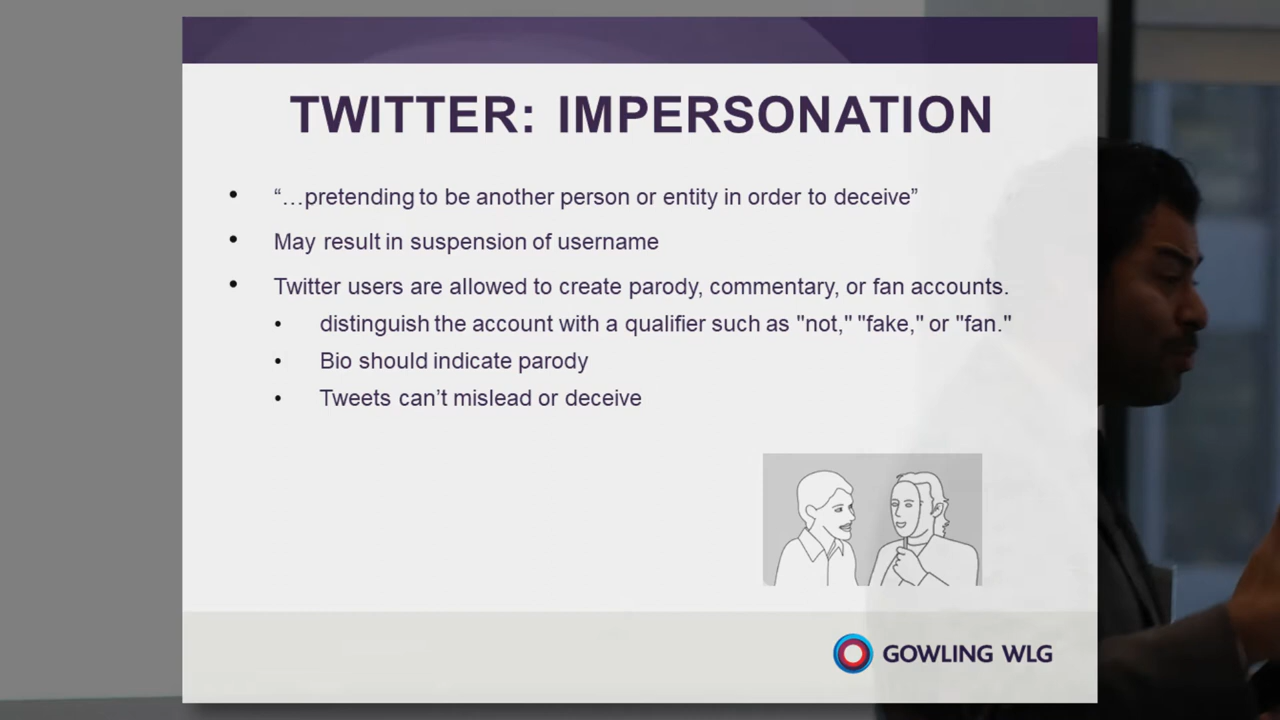 TWITTER: IMPERSONATION
• “…pretending to be another person or entity in order to deceive”
• May result in suspension of username
• Twitter users are allowed to create parody, commentary, or fan accounts.
• distinguish the account with a qualifier such as "not," "fake," or "fan."
• Bio should indicate parody
• Tweets can’t mislead or deceive
GOWLING WLG